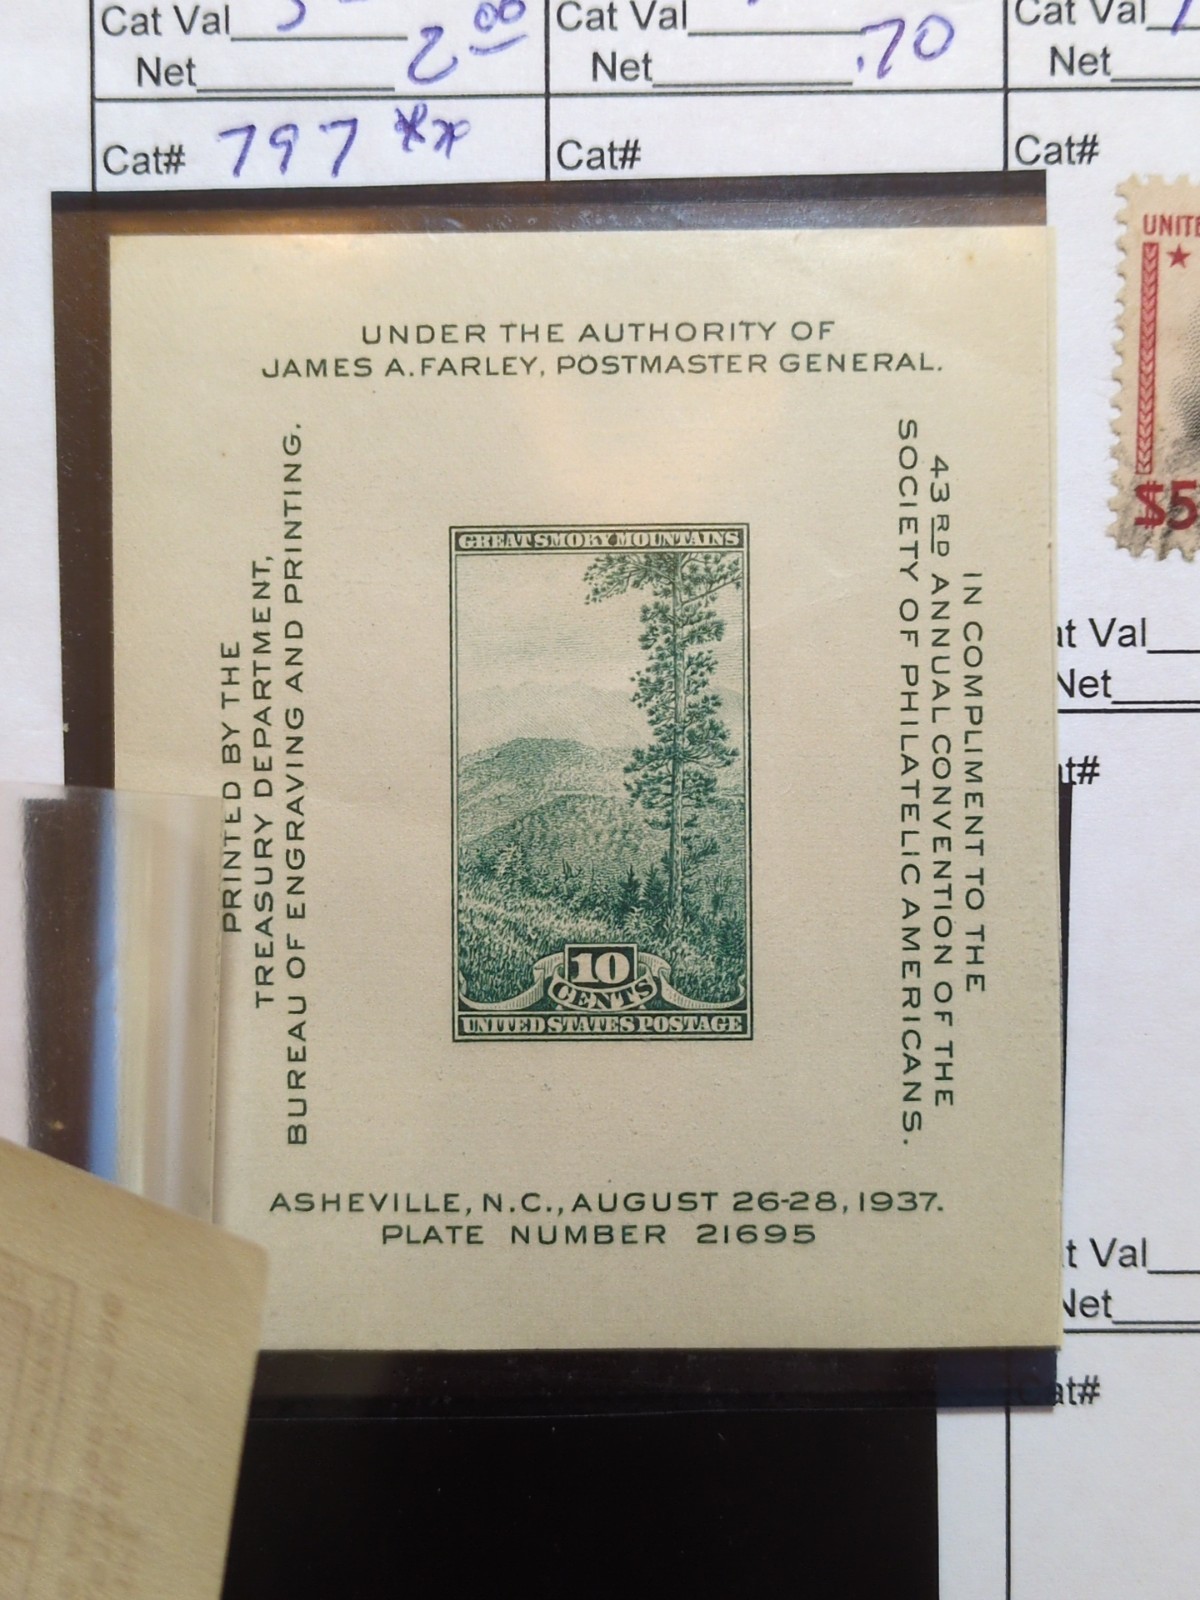 Cat Val
Net 2.00
Cat Val
Net .70
Cat Val
Net
Cat# 797 **
Cat#
Cat#
UNDER THE AUTHORITY OF
JAMES A. FARLEY, POSTMASTER GENERAL.
PRINTED BY THE
TREASURY DEPARTMENT,
BUREAU OF ENGRAVING AND PRINTING.
GREAT SMOKY MOUNTAINS
10
CENTS
UNITED STATES POSTAGE
IN COMPLIMENT TO THE
43RD ANNUAL CONVENTION OF THE
SOCIETY OF PHILATELIC AMERICANS.
ASHEVILLE, N.C., AUGUST 26-28, 1937.
PLATE NUMBER 21695
$5
Val
Net
t#
Val
Net
at#